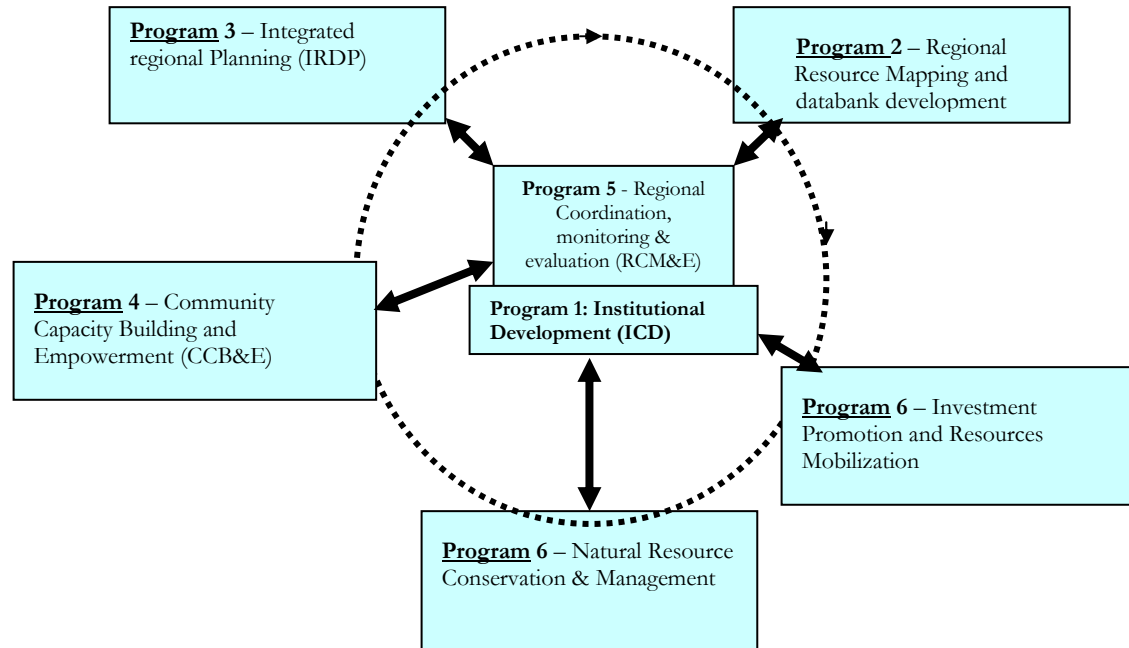 Program 3 – Integrated
regional Planning (IRDP)
Program 2 – Regional
Resource Mapping and
databank development
Program 5 - Regional
Coordination,
monitoring &
evaluation (RCM&E)
Program 1: Institutional
Development (ICD)
Program 4 – Community
Capacity Building and
Empowerment (CCB&E)
Program 6 – Investment
Promotion and Resources
Mobilization
Program 6 – Natural Resource
Conservation & Management